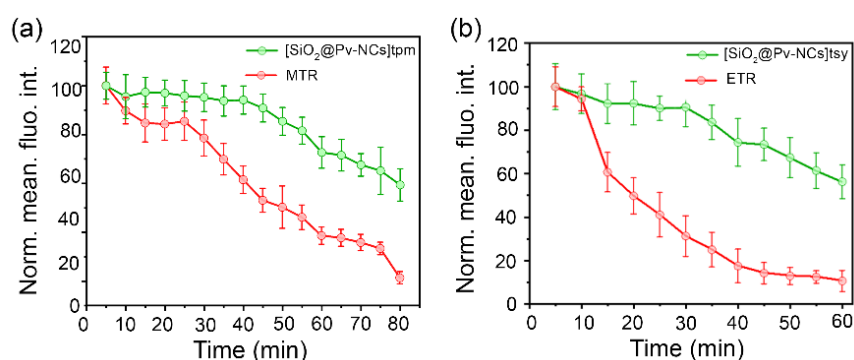 (a)
Norm. mean. fluo. int.
120
100
80
60
40
20
0
[SiO₂@Pv-NCs]tpm
MTR
0 10 20 30 40 50 60 70 80
Time (min)
(b)
Norm. mean. fluo. int.
120
100
80
60
40
20
0
[SiO₂@Pv-NCs]tsy
ETR
0 10 20 30 40 50 60
Time (min)